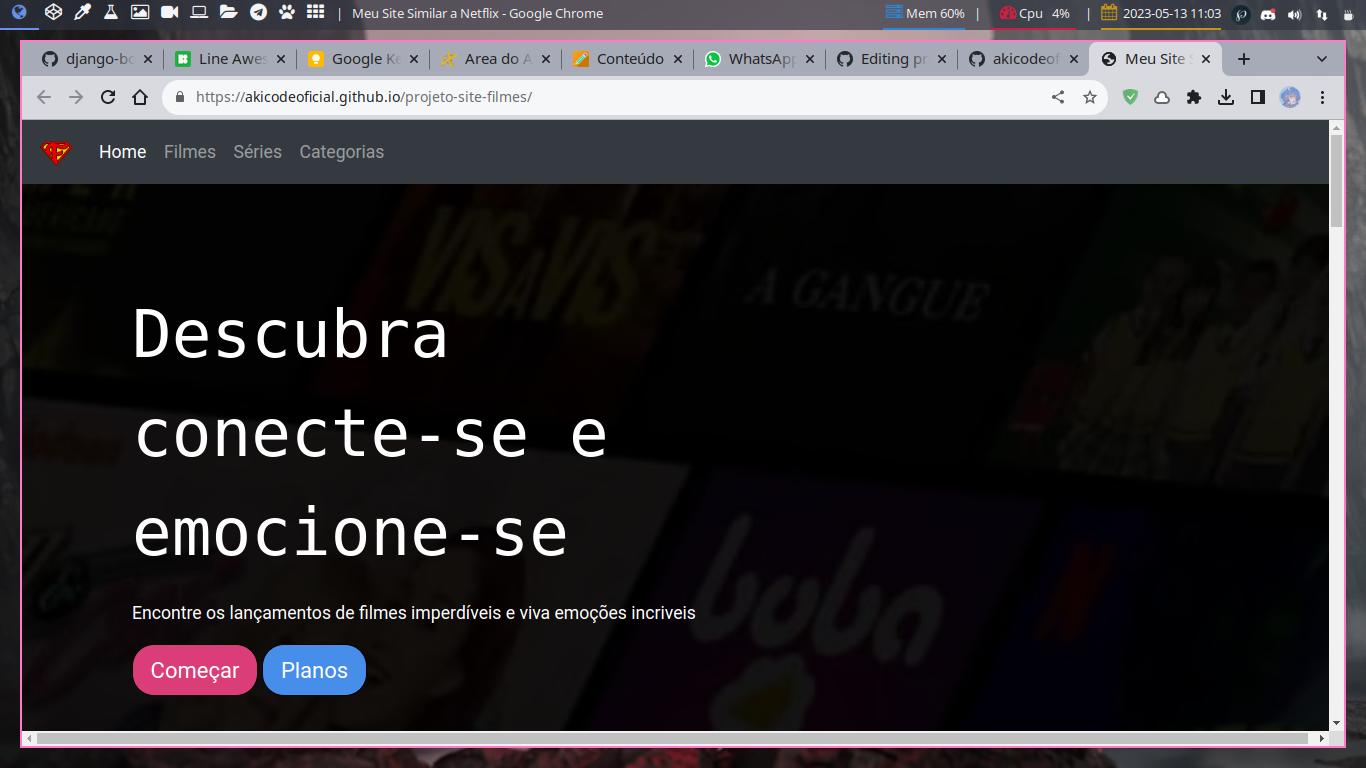 | Meu Site Similar a Netflix - Google Chrome
Mem 60% | Cpu 4% | 2023-05-13 11:03
django-bo
Line Awes
Google Ke
Area do A
Conteúdo
WhatsApp
Editing pr
akicodeof
Meu Site S
https://akicodeoficial.github.io/projeto-site-filmes/
Home Filmes Séries Categorias
VIS A VIS
A GANGUE
Descubra
conecte-se e
emocione-se
buba
Encontre os lançamentos de filmes imperdíveis e viva emoções incriveis
Começar Planos